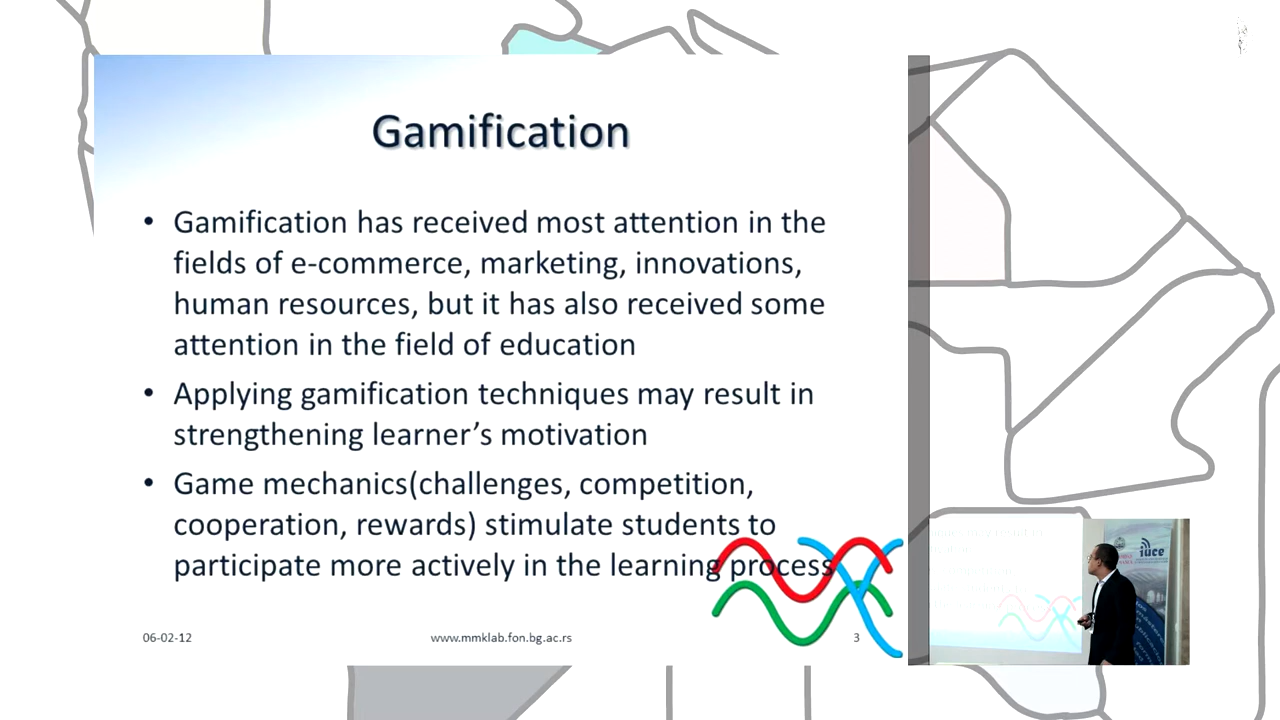 Gamification
• Gamification has received most attention in the
fields of e-commerce, marketing, innovations,
human resources, but it has also received some
attention in the field of education
• Applying gamification techniques may result in
strengthening learner’s motivation
• Game mechanics(challenges, competition,
cooperation, rewards) stimulate students to
participate more actively in the learning process
06-02-12
www.mmklab.fon.bg.ac.rs
3
iuce